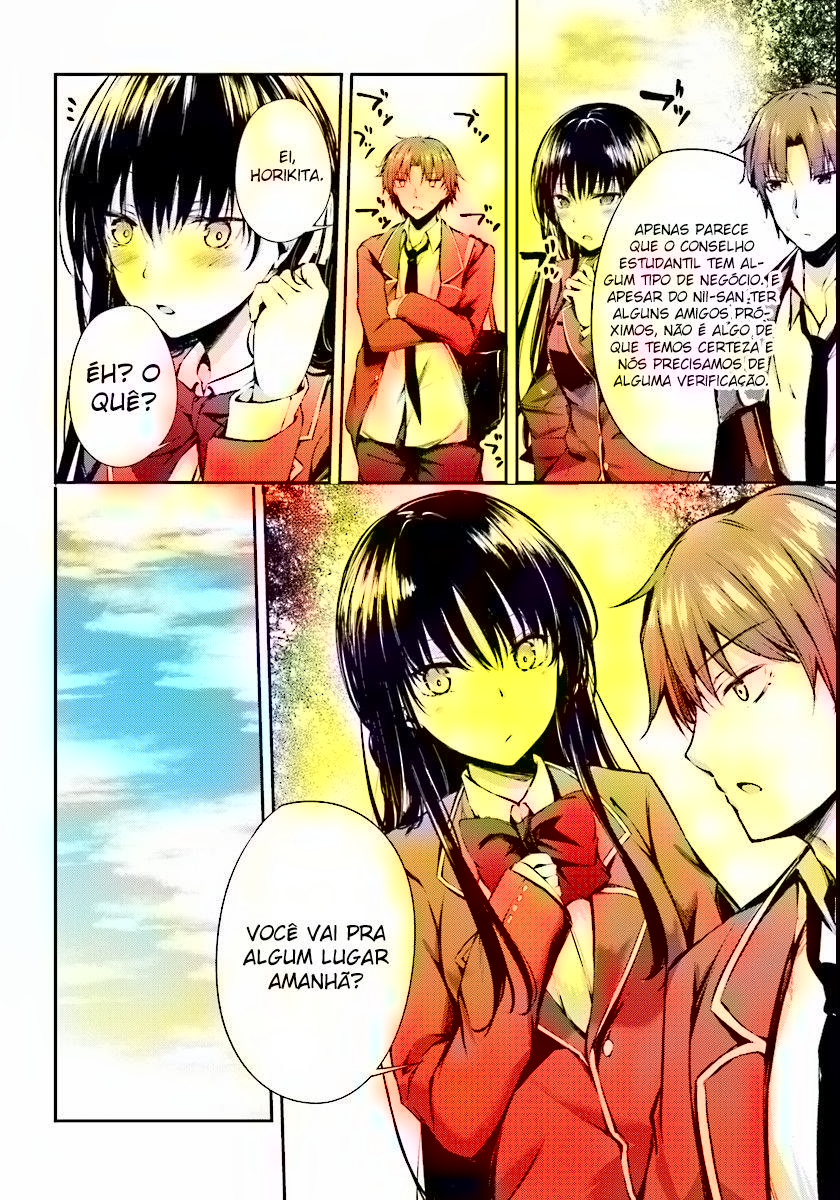 APENAS PARECE
QUE O CONSELHO
ESTUDANTIL TEM AL-
GUM TIPO DE NEGÓCIO. E
APESAR DO NII-SAN TER
ALGUNS AMIGOS PRÓ-
XIMOS, NÃO É ALGO DE
QUE TEMOS CERTEZA E
NÓS PRECISAMOS DE
ALGUMA VERIFICAÇÃO.
EI,
HORIKITA.
ÉH? O
QUÊ?
VOCÊ VAI PRA
ALGUM LUGAR
AMANHÃ?